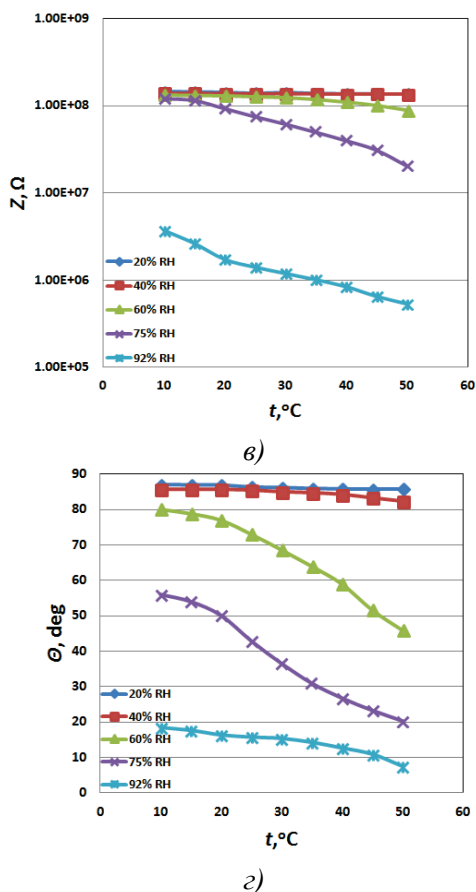 1.00E+09
1.00E+08
1.00E+07
1.00E+06
1.00E+05
Z,Ω
20% RH
40% RH
60% RH
75% RH
92% RH
0 10 20 30 40 50 60
t,°C
в)
90
80
70
60
50
40
30
20
10
0
Θ, deg
20% RH
40% RH
60% RH
75% RH
92% RH
0 10 20 30 40 50 60
t,°C
г)